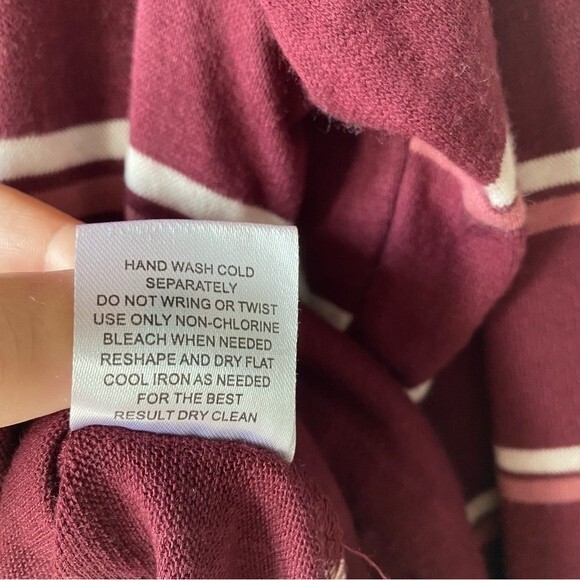 HAND WASH COLD
SEPARATELY
DO NOT WRING OR TWIST
USE ONLY NON-CHLORINE
BLEACH WHEN NEEDED
RESHAPE AND DRY FLAT
COOL IRON AS NEEDED
FOR THE BEST
RESULT DRY CLEAN